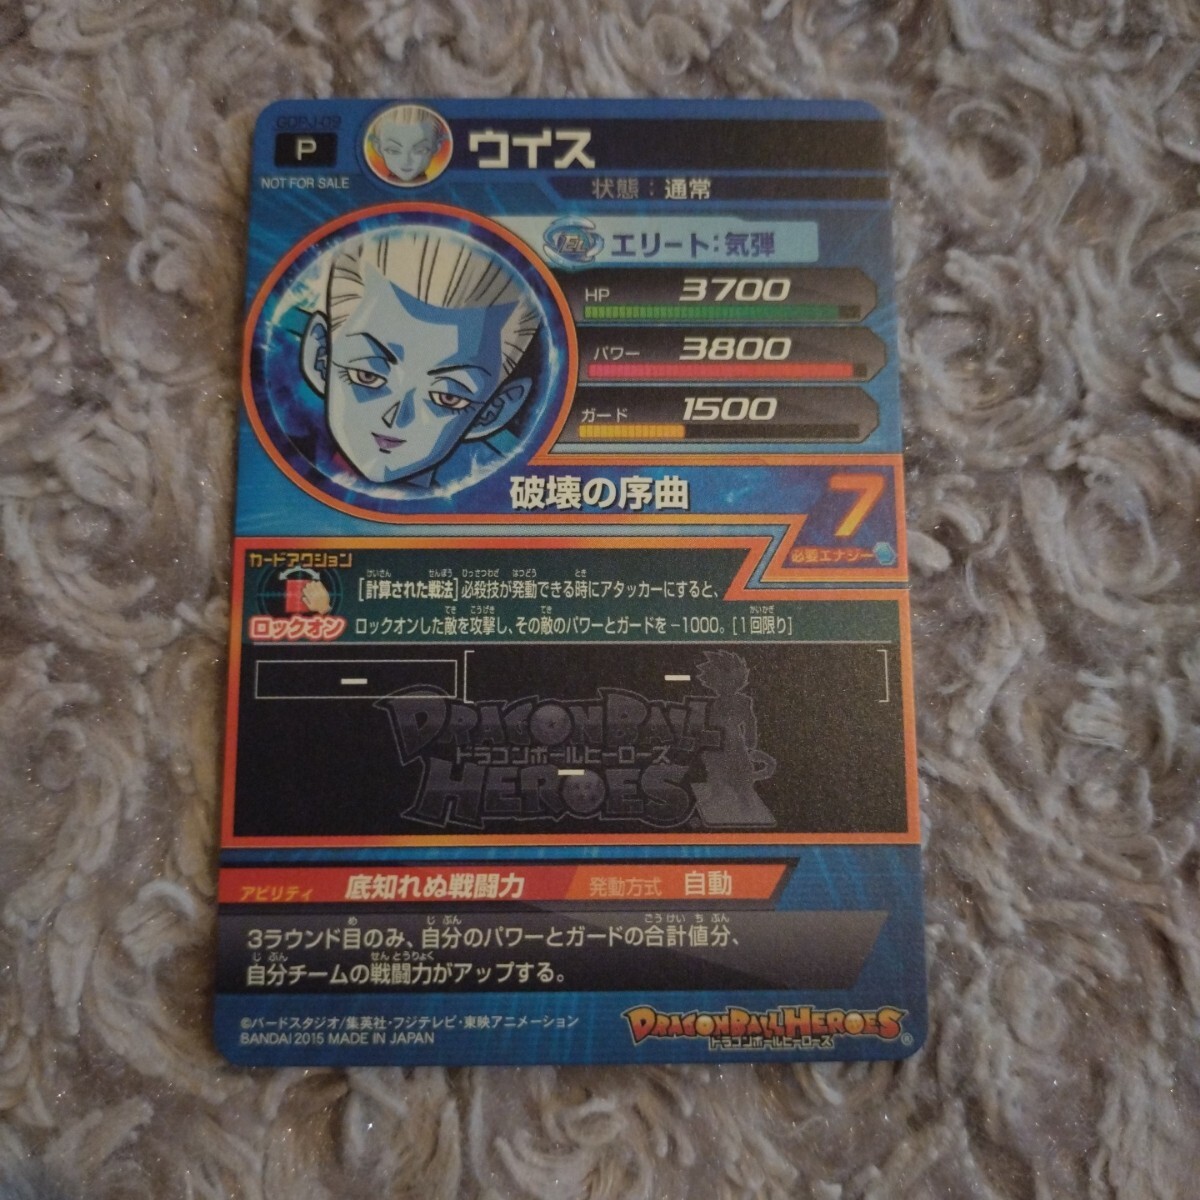 GDPJ-09
P
NOT FOR SALE
ウイス
状態：通常
エリート：気弾
HP 3700
パワー 3800
ガード 1500
破壊の序曲
7
必要エナジー
カードアクション
ロックオン
[計算された戦法]必殺技が発動できる時にアタッカーにすると、
ロックオンした敵を攻撃し、その敵のパワーとガードを－1000。[1回限り]
ー
ー
DRAGONBALL
ドラゴンボールヒーローズ
ー
HEROES
アビリティ 底知れぬ戦闘力 発動方式 自動
3ラウンド目のみ、自分のパワーとガードの合計値分、
自分チームの戦闘力がアップする。
©バードスタジオ/集英社・フジテレビ・東映アニメーション
BANDAI 2015 MADE IN JAPAN
DRAGONBALL HEROES
ドラゴンボールヒーローズ